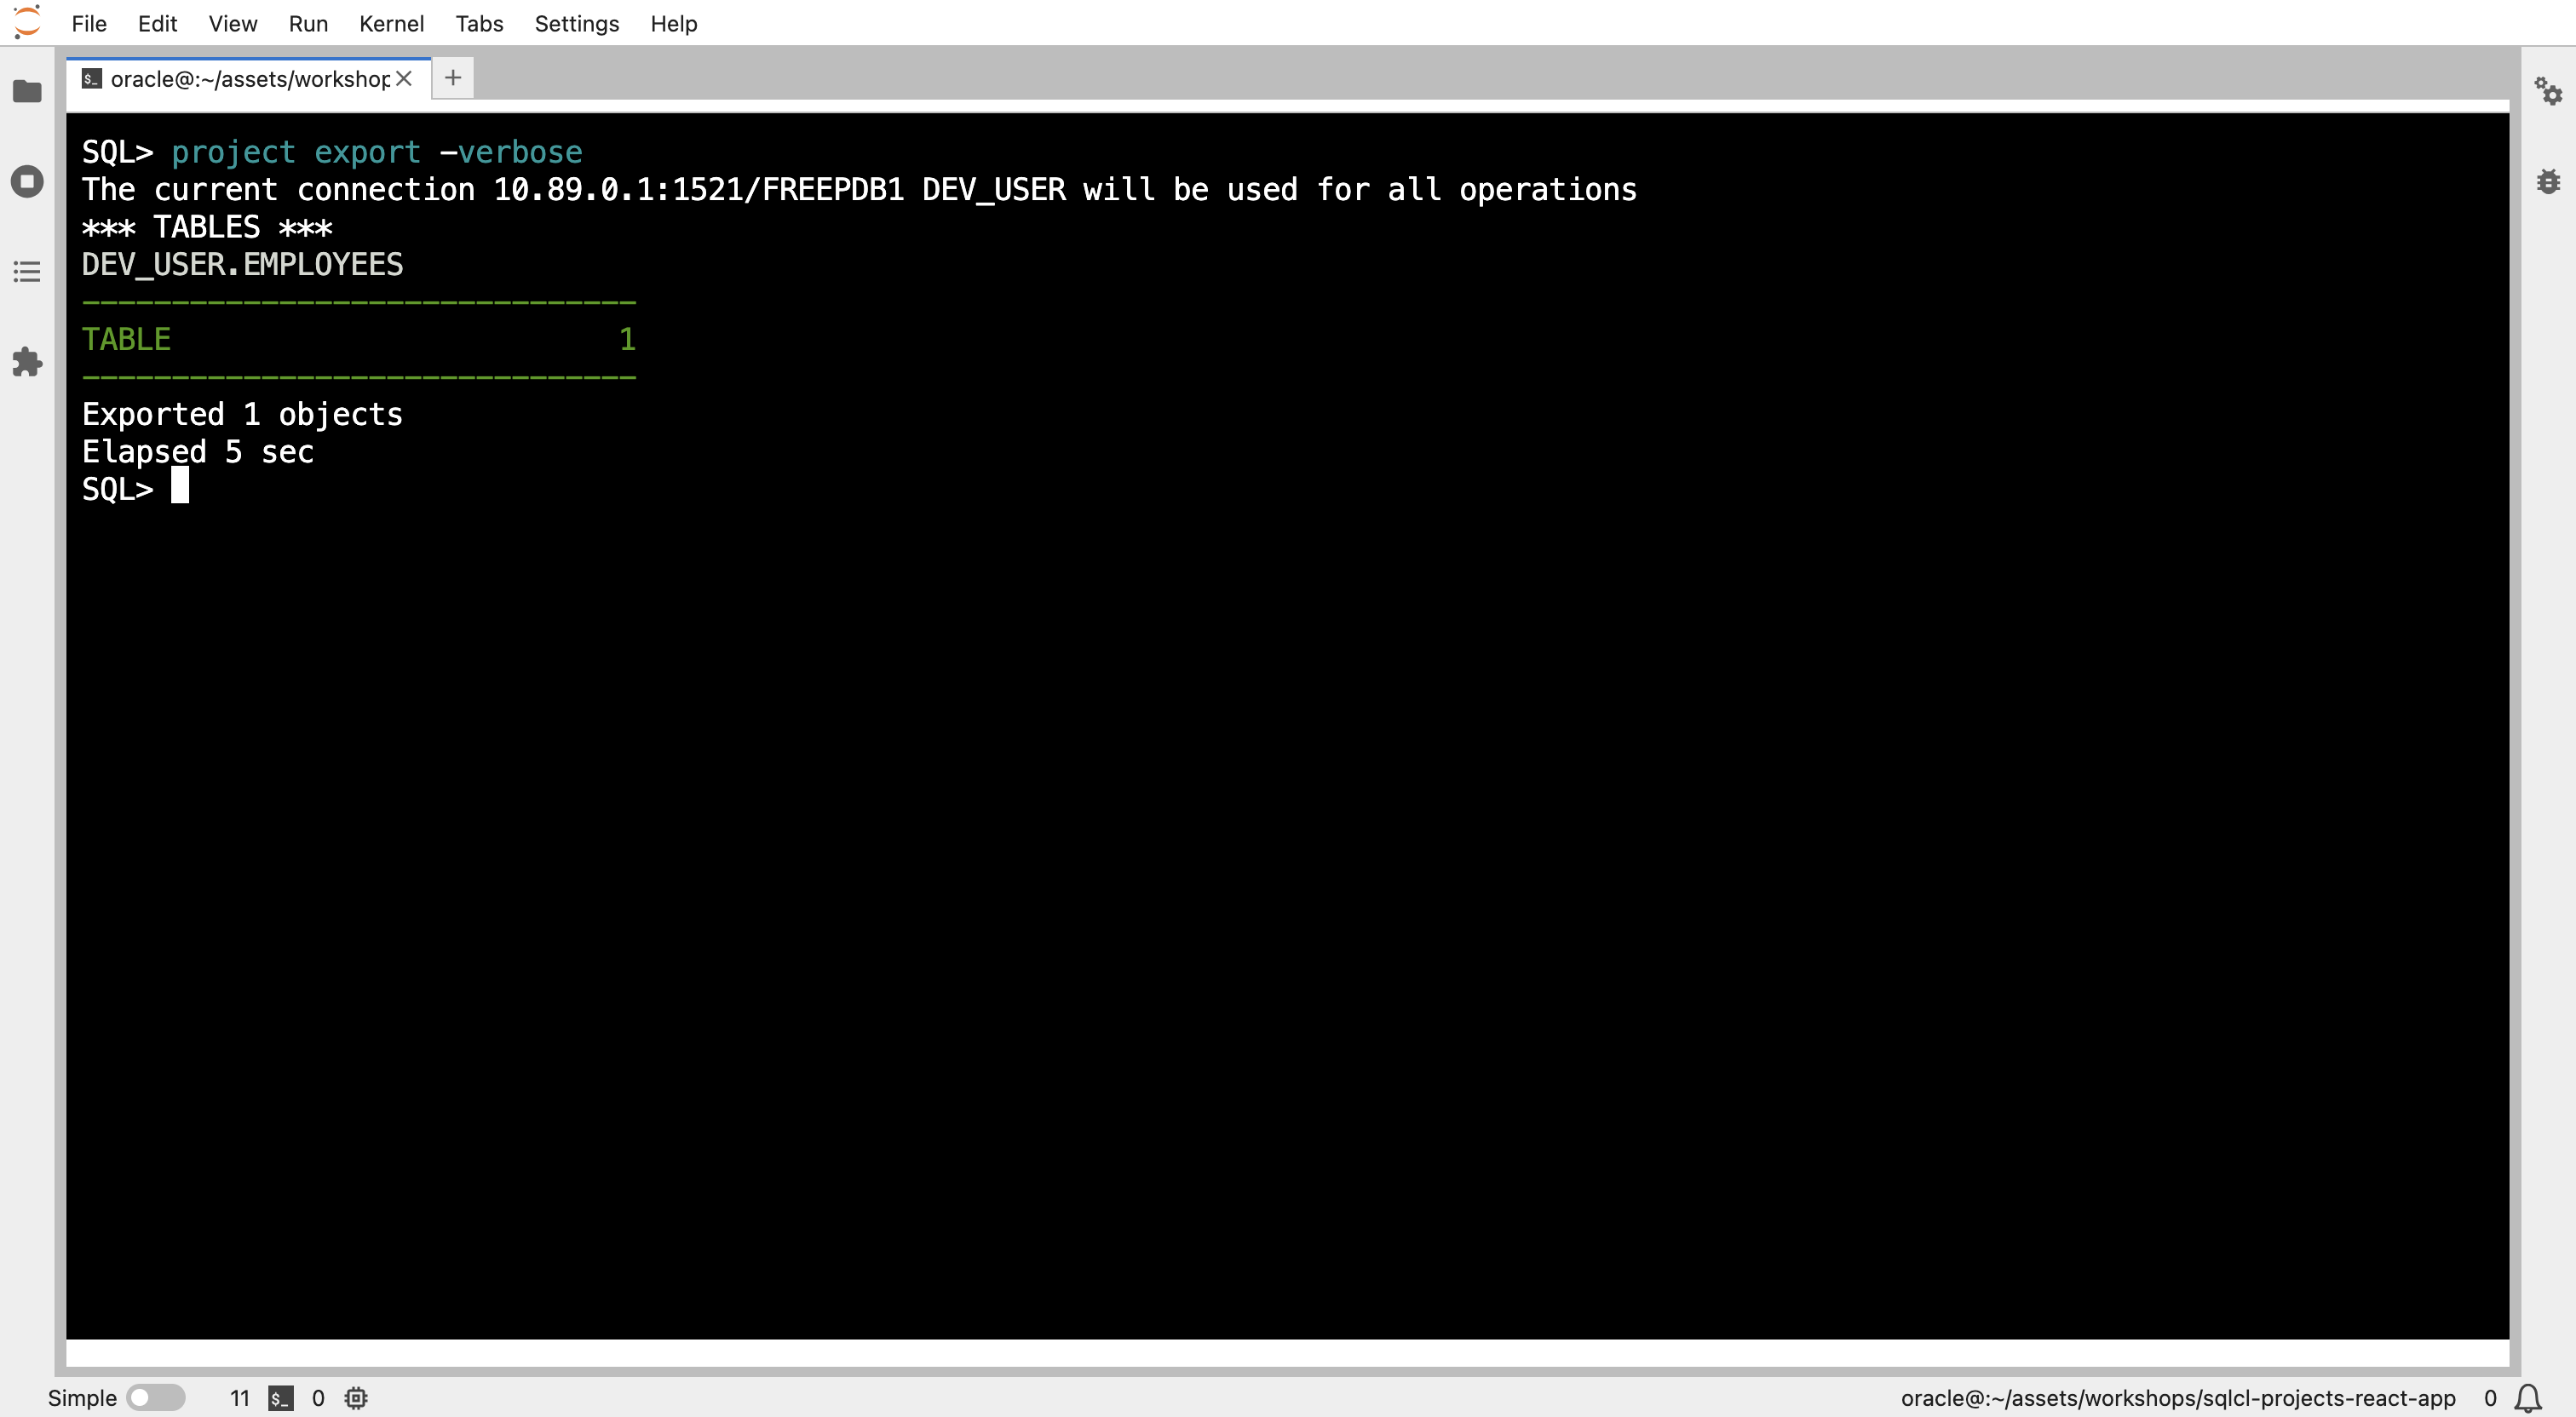 File Edit View Run Kernel Tabs Settings Help
oracle@:~/assets/workshop
SQL> project export -verbose
The current connection 10.89.0.1:1521/FREEPDB1 DEV_USER will be used for all operations
*** TABLES ***
DEV_USER.EMPLOYEES
-------------------------------
TABLE 1
-------------------------------
Exported 1 objects
Elapsed 5 sec
SQL>
Simple 11 $_ 0 oracle@:~/assets/workshops/sqlcl-projects-react-app 0